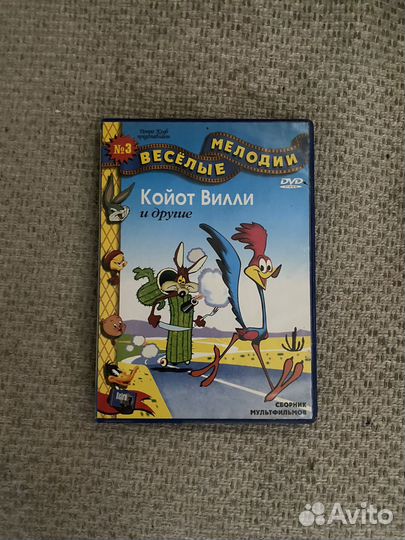 №3
Весёлые
Мелодии
DVD
Койот Вилли
и другие
СБОРНИК
МУЛЬТФИЛЬМОВ
Avito